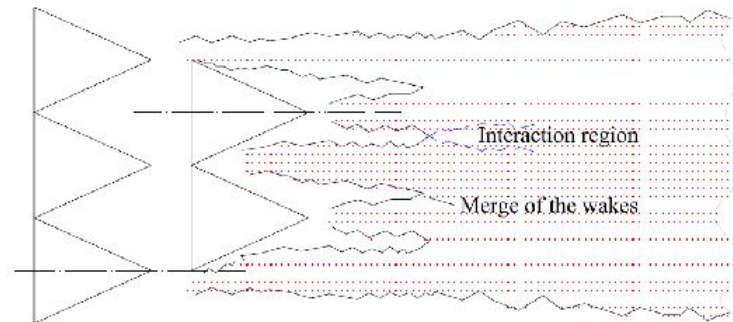 Interaction region
Merge of the wakes